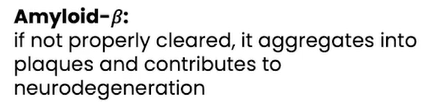 Amyloid-β:
if not properly cleared, it aggregates into
plaques and contributes to
neurodegeneration